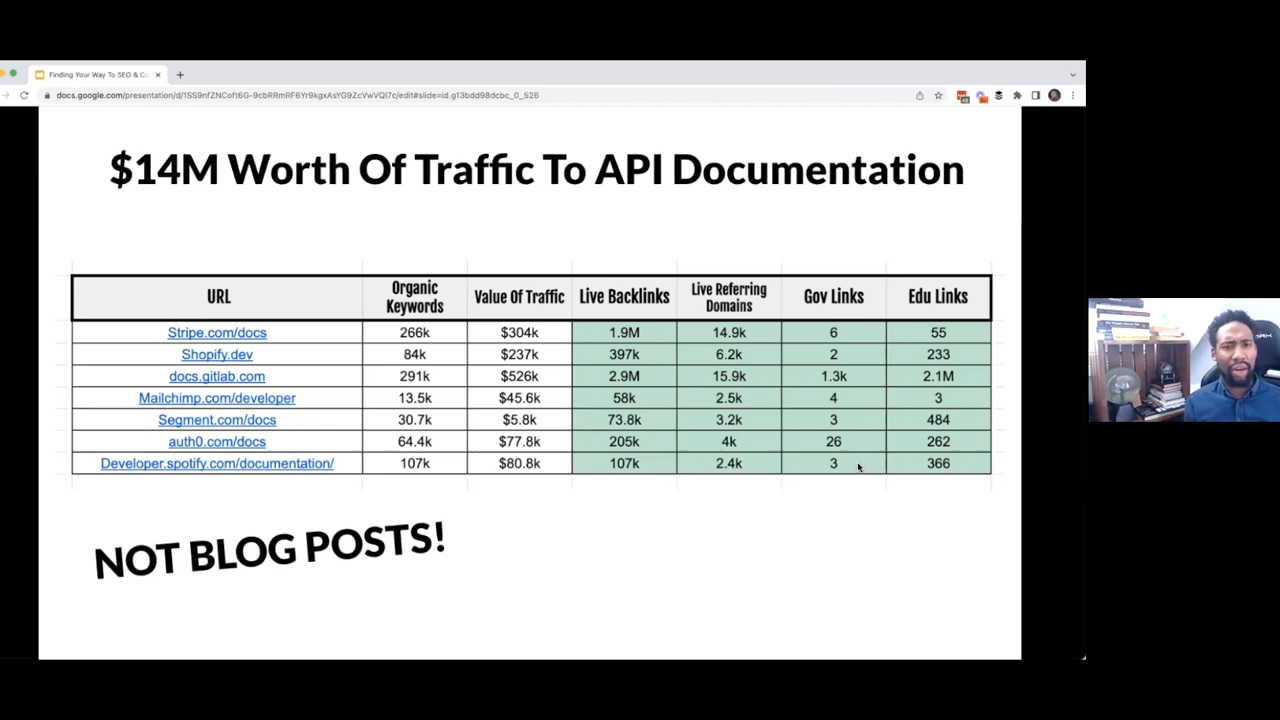 Finding Your Way To SEO & Co
docs.google.com/presentation/d/1SS9nfZNCoft6G-9cbRRmRF6Yr9kgxAsYG9ZcVwVQI7c/edit#slide=id.g13bdd98dcbc_0_526
$14M Worth Of Traffic To API Documentation
URL Organic Keywords Value Of Traffic Live Backlinks Live Referring Domains Gov Links Edu Links
Stripe.com/docs 266k $304k 1.9M 14.9k 6 55
Shopify.dev 84k $237k 397k 6.2k 2 233
docs.gitlab.com 291k $526k 2.9M 15.9k 1.3k 2.1M
Mailchimp.com/developer 13.5k $45.6k 58k 2.5k 4 3
Segment.com/docs 30.7k $5.8k 73.8k 3.2k 3 484
auth0.com/docs 64.4k $77.8k 205k 4k 26 262
Developer.spotify.com/documentation/ 107k $80.8k 107k 2.4k 3 366
NOT BLOG POSTS!